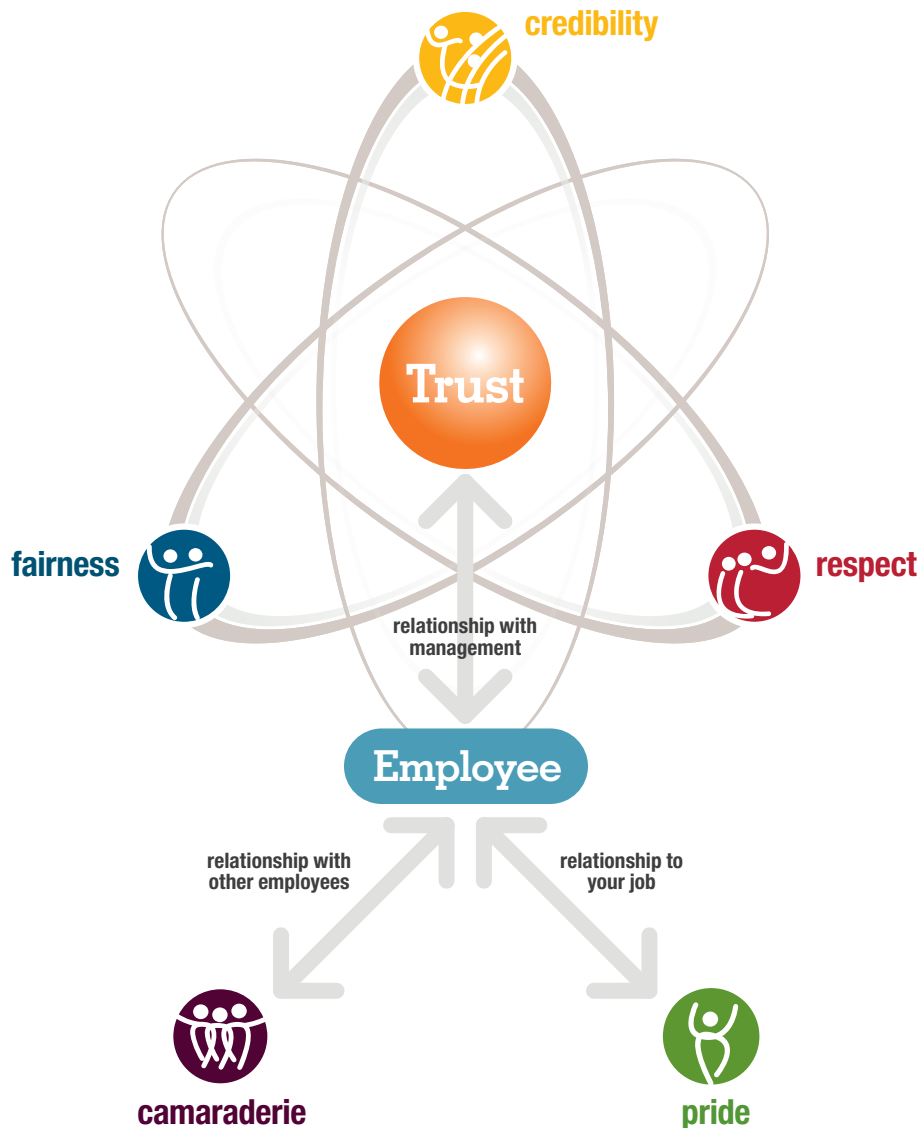 credibility
Trust
fairness
respect
relationship with
management
Employee
relationship with
other employees
relationship to
your job
camaraderie
pride